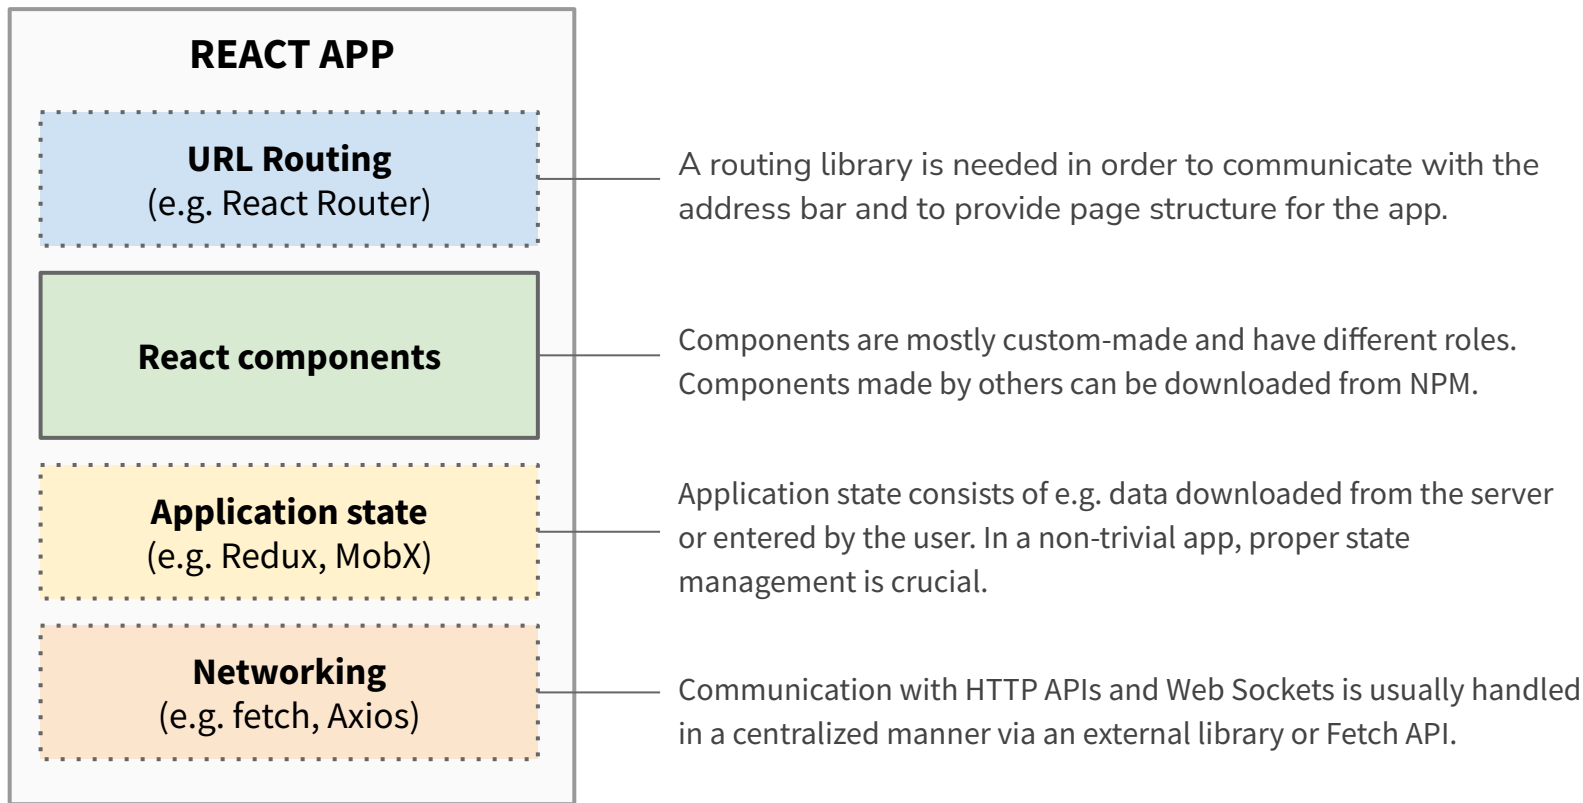 REACT APP
URL Routing
(e.g. React Router)
A routing library is needed in order to communicate with the
address bar and to provide page structure for the app.
React components
Components are mostly custom-made and have different roles.
Components made by others can be downloaded from NPM.
Application state
(e.g. Redux, MobX)
Application state consists of e.g. data downloaded from the server
or entered by the user. In a non-trivial app, proper state
management is crucial.
Networking
(e.g. fetch, Axios)
Communication with HTTP APIs and Web Sockets is usually handled
in a centralized manner via an external library or Fetch API.